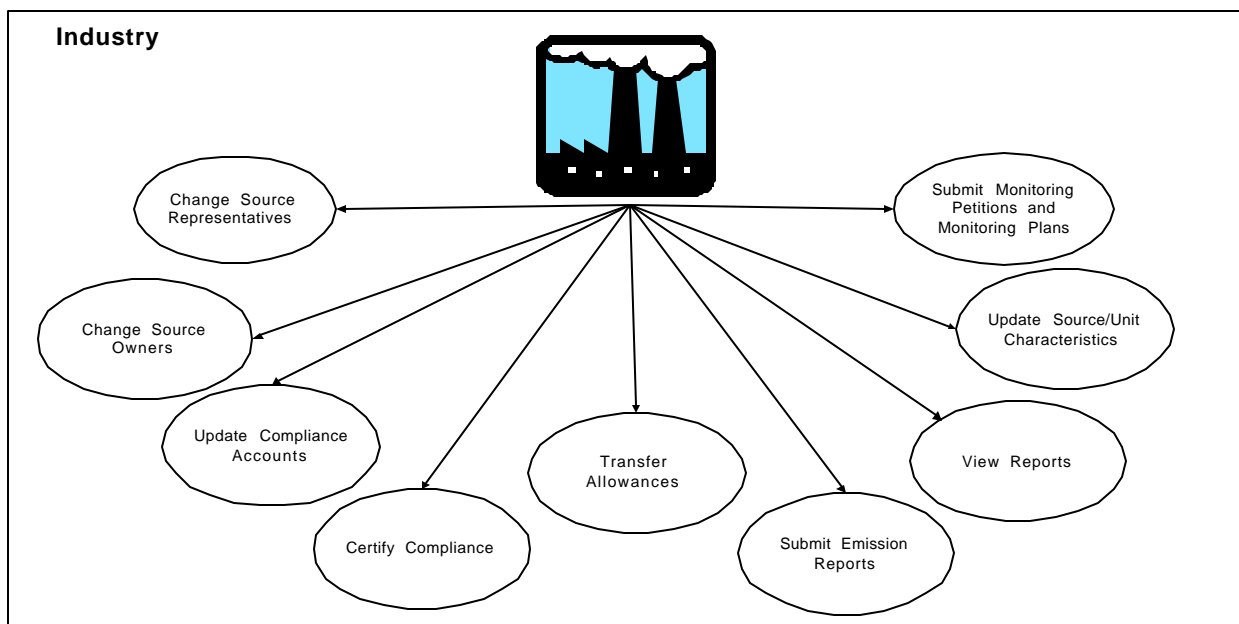 Industry
Change Source
Representatives
Submit Monitoring
Petitions and
Monitoring Plans
Change Source
Owners
Update Source/Unit
Characteristics
Update Compliance
Accounts
Transfer
Allowances
View Reports
Certify Compliance
Submit Emission
Reports